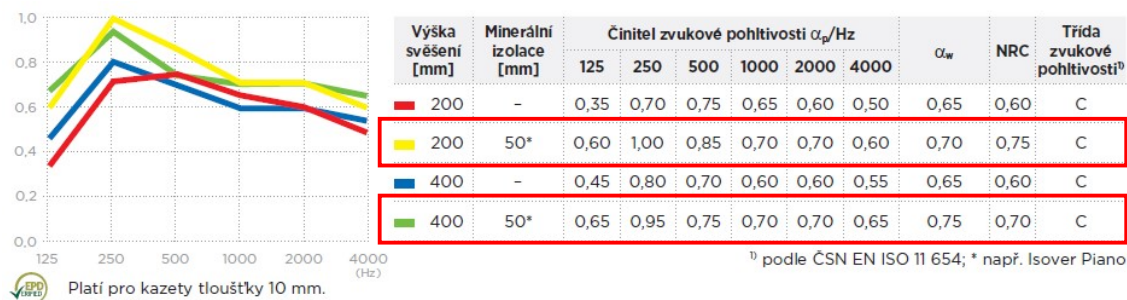 1,0
0,8
0,6
0,4
0,2
0,0
125 250 500 1000 2000 4000
(Hz)
EPD
VERIFIED
Platí pro kazety tloušťky 10 mm.
Výška svěšení [mm] Minerální izolace [mm] Činitel zvukové pohltivosti αp/Hz αw NRC Třída zvukové pohltivosti1)
125 250 500 1000 2000 4000
200 – 0,35 0,70 0,75 0,65 0,60 0,50 0,65 0,60 C
200 50* 0,60 1,00 0,85 0,70 0,70 0,60 0,70 0,75 C
400 – 0,45 0,80 0,70 0,60 0,60 0,55 0,65 0,60 C
400 50* 0,65 0,95 0,75 0,70 0,70 0,65 0,75 0,70 C
1) podle ČSN EN ISO 11 654; * např. Isover Piano